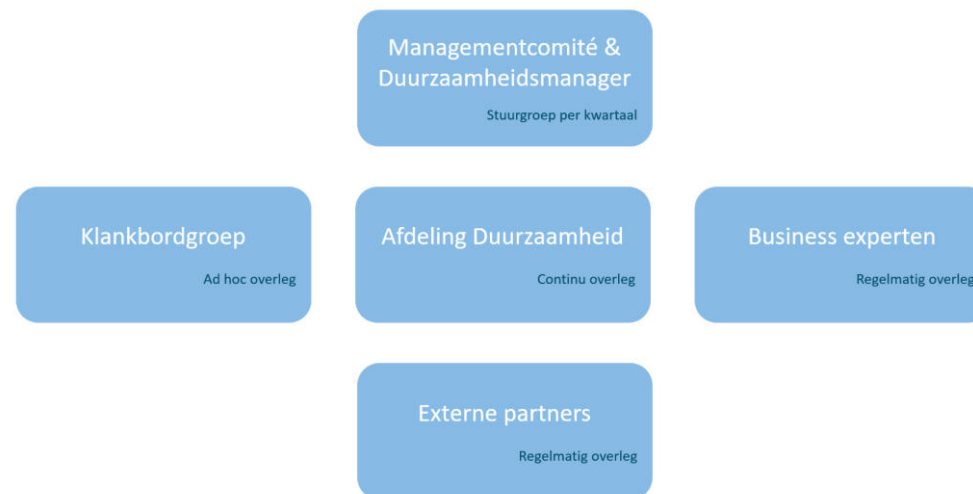 Managementcomité &
Duurzaamheidsmanager
Stuurgroep per kwartaal
Klankbordgroep
Ad hoc overleg
Afdeling Duurzaamheid
Continu overleg
Business experten
Regelmatig overleg
Externe partners
Regelmatig overleg